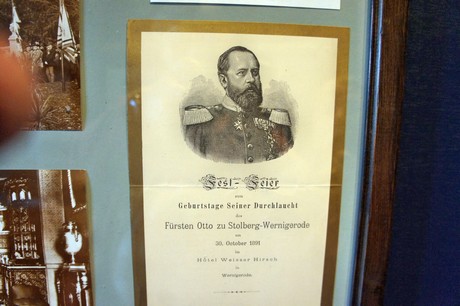 Fest-Feier
zum
Geburtstage Seiner Durchlaucht
des
Fürsten Otto zu Stolberg-Wernigerode
am
30. October 1891
im
Hôtel Weisser Hirsch
in
Wernigerode.